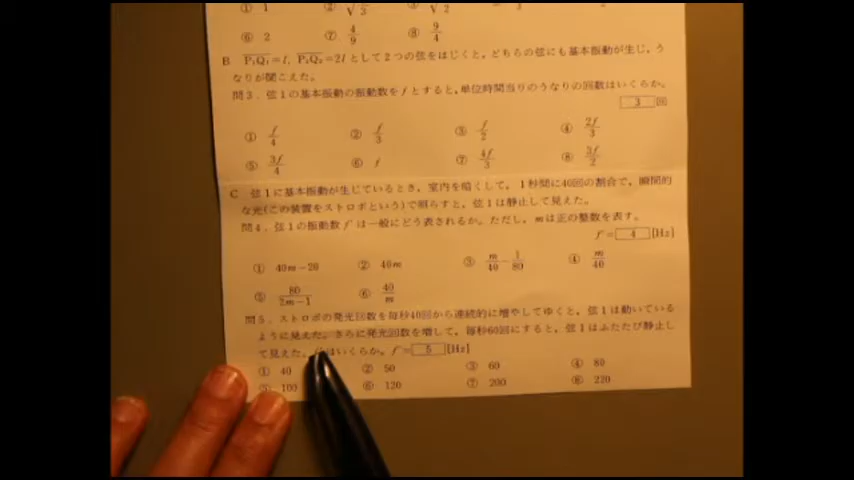 ① 1 ② √ 3 √2
⑥ 2 ⑦ 4/9 ⑧ 9/4
B P₁Q₁=l, P₂Q₂=2lとして2つの弦をはじくと,どちらの弦にも基本振動が生じ,う
なりが聞こえた。
問3.弦1の基本振動の振動数をfとすると,単位時間当りのうなりの回数はいくらか。
3 回
① f/4 ② f/3 ③ f/2 ④ 2f/3
⑤ 3f/4 ⑥ f ⑦ 4f/3 ⑧ 3f/2
C 弦1に基本振動が生じているとき,室内を暗くして,1秒間に40回の割合で,瞬間的
な光(この装置をストロボという)で照らすと,弦1は静止して見えた。
問4.弦1の振動数fは一般にどう表されるか。ただし,mは正の整数を表す。
f= 4 [Hz]
① 40m-20 ② 40m ③ m/40 - 1/80 ④ m/40
⑤ 80/2m-1 ⑥ 40/m
問5.ストロボの発光回数を毎秒40回から連続的に増やしてゆくと,弦1は動いている
ように見えた。さらに発光回数を増して,毎秒60回にすると,弦1はふたたび静止し
て見えた。 はいくらか。f= 5 [Hz]
① 40 ② 50 ③ 60 ④ 80
⑤ 100 ⑥ 120 ⑦ 200 ⑧ 220